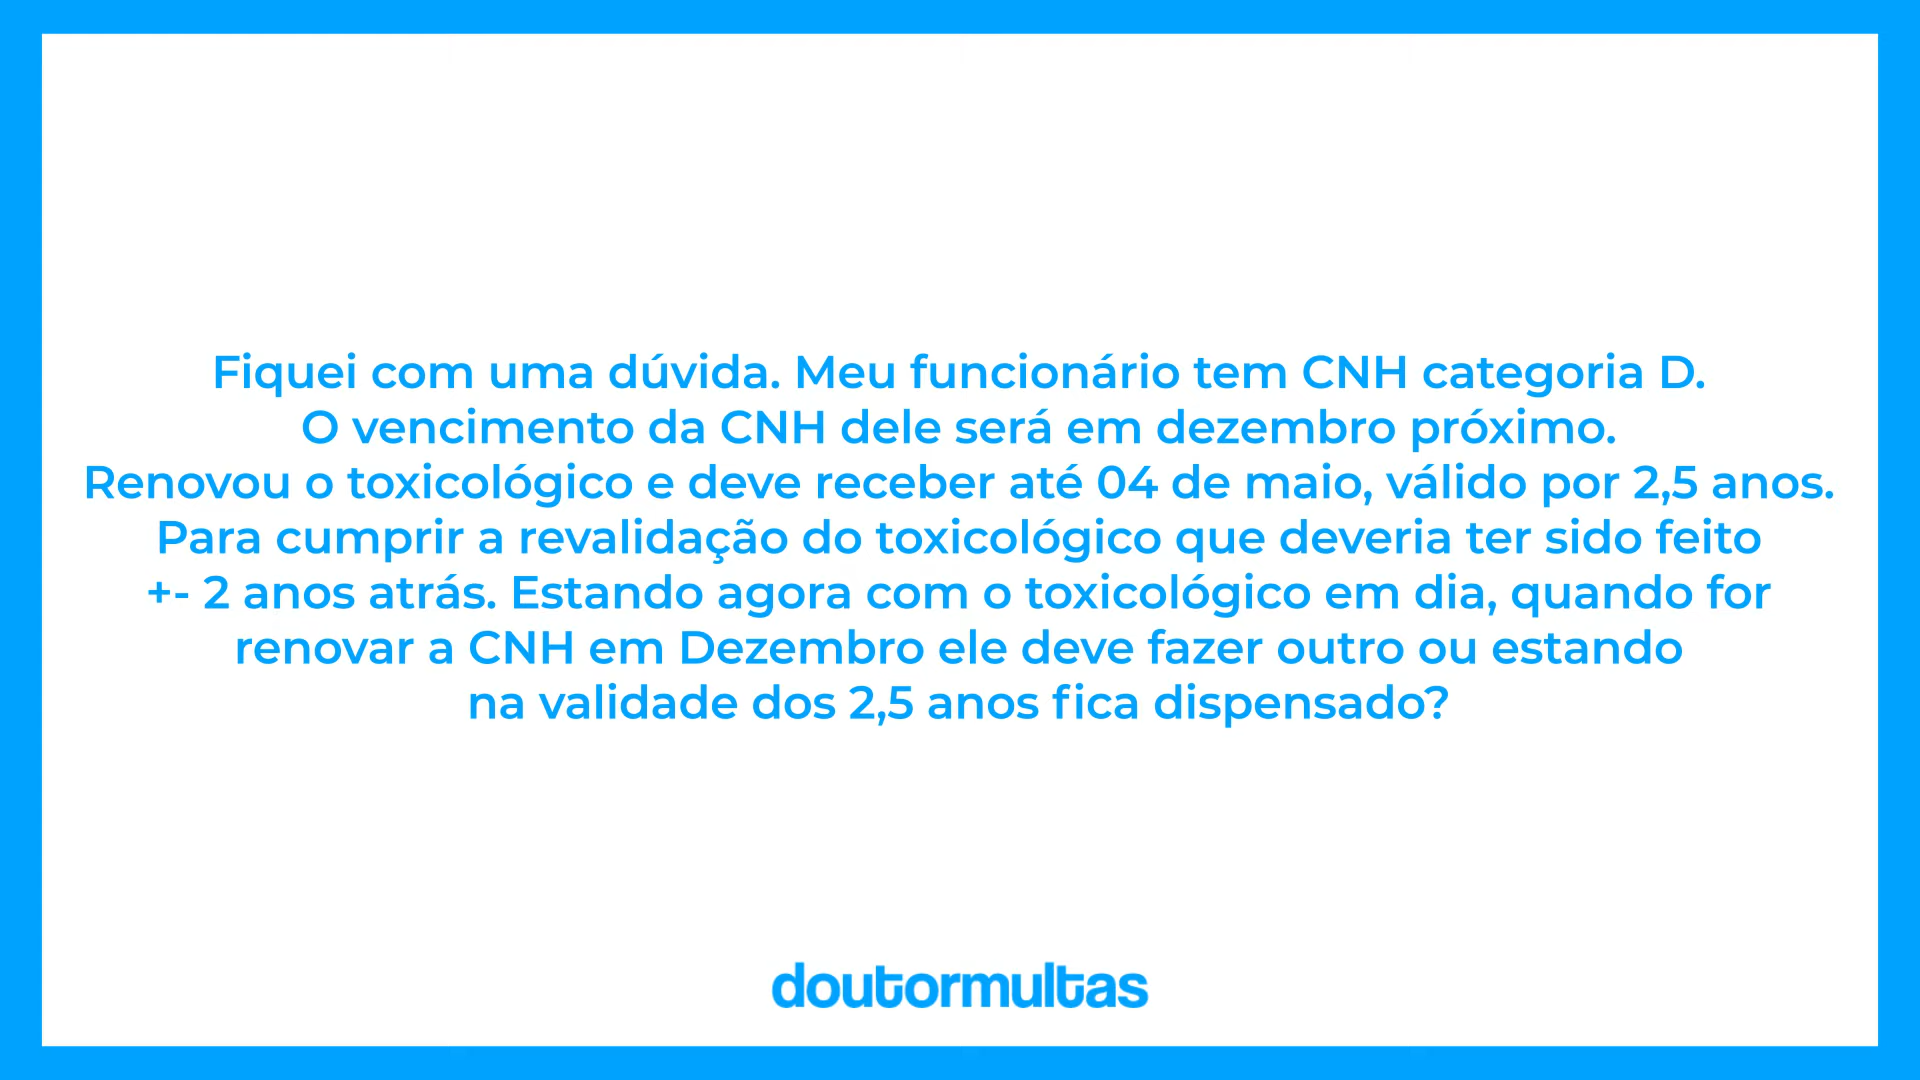 Fiquei com uma dúvida. Meu funcionário tem CNH categoria D.
O vencimento da CNH dele será em dezembro próximo.
Renovou o toxicológico e deve receber até 04 de maio, válido por 2,5 anos.
Para cumprir a revalidação do toxicológico que deveria ter sido feito
+- 2 anos atrás. Estando agora com o toxicológico em dia, quando for
renovar a CNH em Dezembro ele deve fazer outro ou estando
na validade dos 2,5 anos fica dispensado?
doutormultas